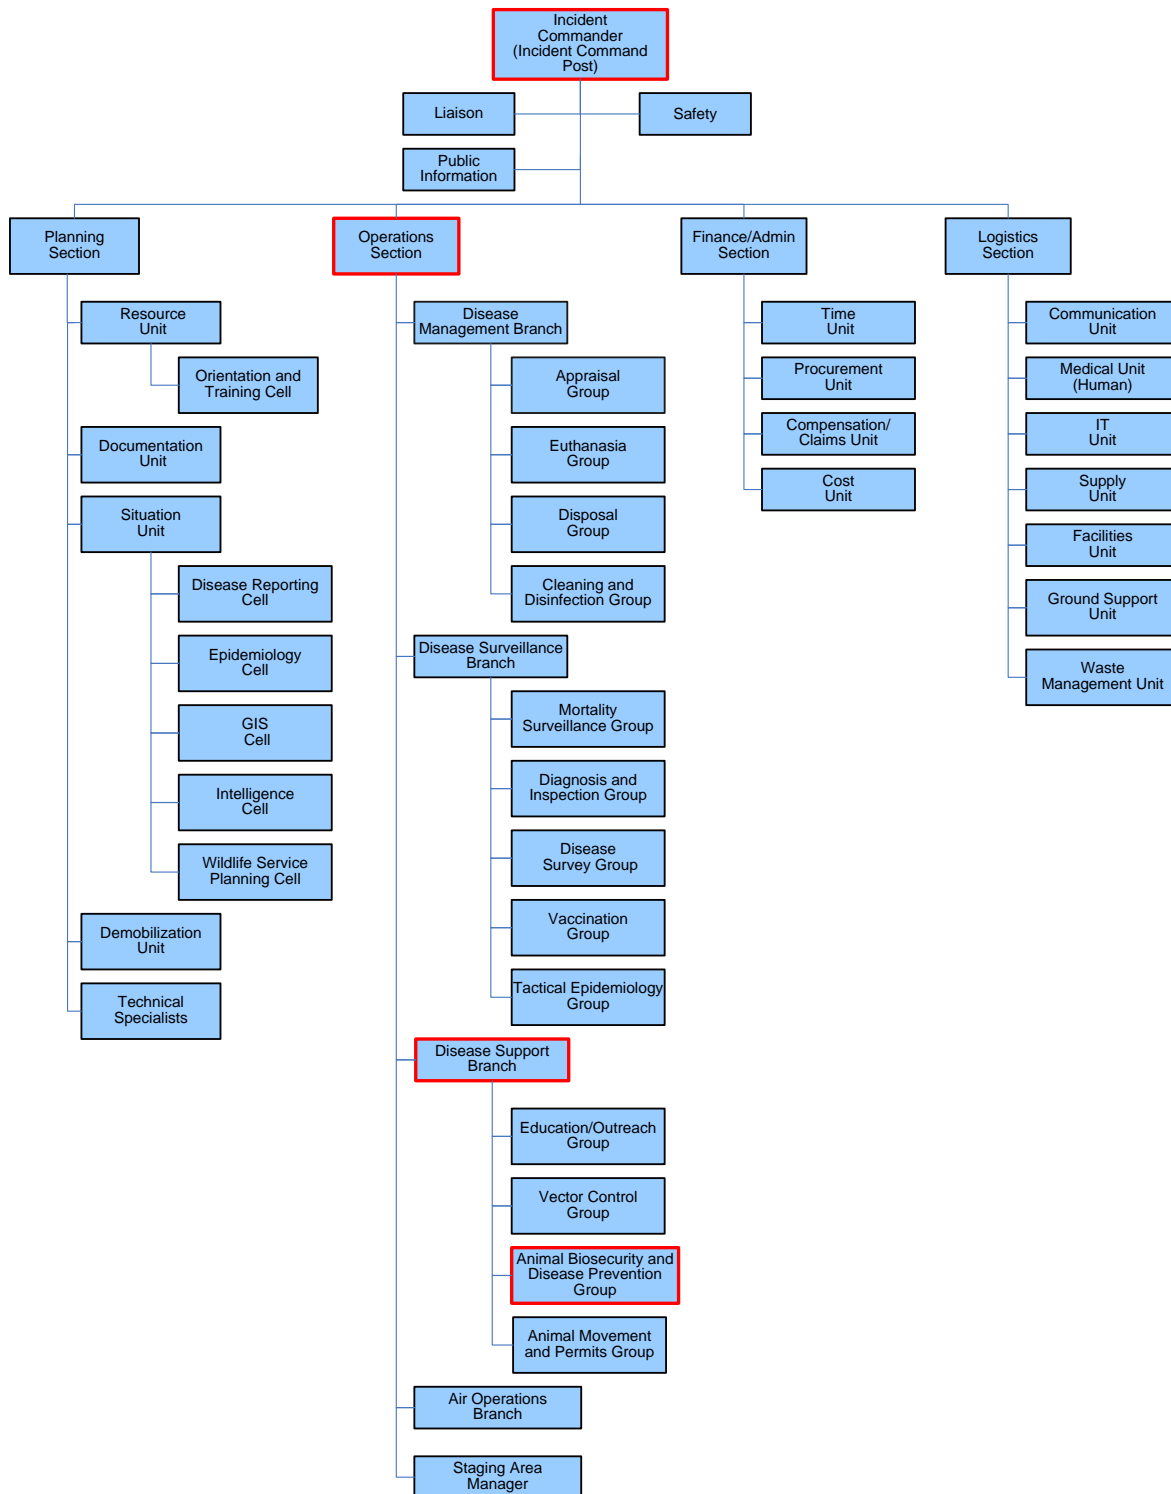 Incident
Commander
(Incident Command
Post)
Liaison
Safety
Public
Information
Planning
Section
Operations
Section
Finance/Admin
Section
Logistics
Section
Resource
Unit
Orientation and
Training Cell
Documentation
Unit
Situation
Unit
Disease Reporting
Cell
Epidemiology
Cell
GIS
Cell
Intelligence
Cell
Wildlife Service
Planning Cell
Demobilization
Unit
Technical
Specialists
Disease
Management Branch
Appraisal
Group
Euthanasia
Group
Disposal
Group
Cleaning and
Disinfection Group
Disease Surveillance
Branch
Mortality
Surveillance Group
Diagnosis and
Inspection Group
Disease
Survey Group
Vaccination
Group
Tactical Epidemiology
Group
Disease Support
Branch
Education/Outreach
Group
Vector Control
Group
Animal Biosecurity and
Disease Prevention
Group
Animal Movement
and Permits Group
Air Operations
Branch
Staging Area
Manager
Time
Unit
Procurement
Unit
Compensation/
Claims Unit
Cost
Unit
Communication
Unit
Medical Unit
(Human)
IT
Unit
Supply
Unit
Facilities
Unit
Ground Support
Unit
Waste
Management Unit